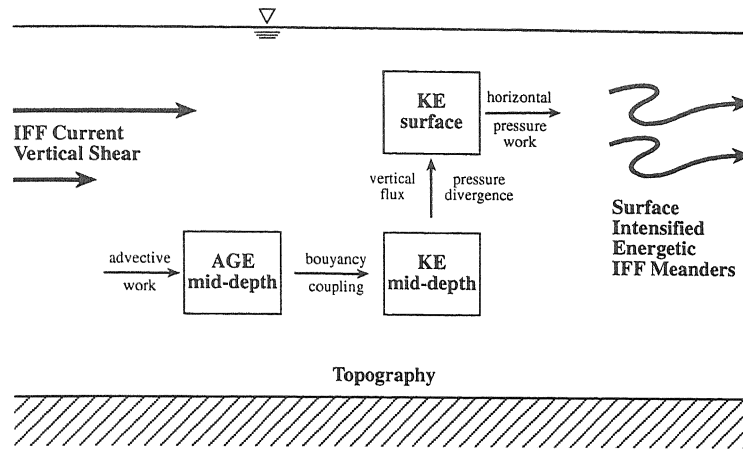 KE
surface
horizontal
pressure
work
IFF Current
Vertical Shear
vertical
flux
pressure
divergence
Surface
Intensified
Energetic
IFF Meanders
advective
work
AGE
mid-depth
bouyancy
coupling
KE
mid-depth
Topography